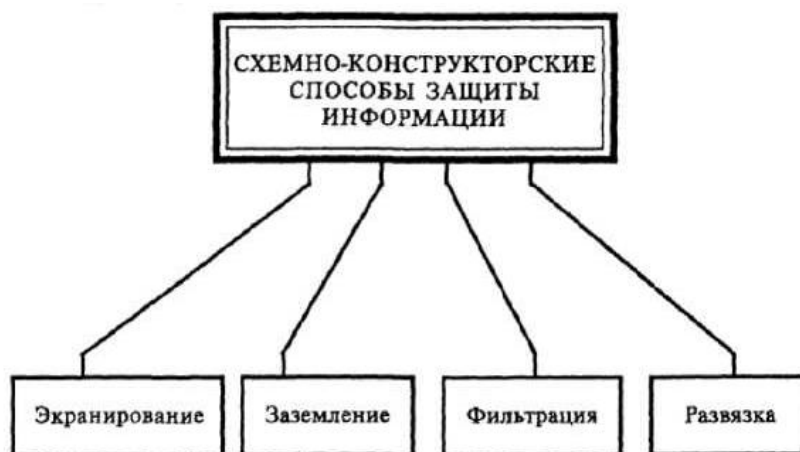 СХЕМНО-КОНСТРУКТОРСКИЕ
СПОСОБЫ ЗАЩИТЫ
ИНФОРМАЦИИ
Экранирование
Заземление
Фильтрация
Развязка